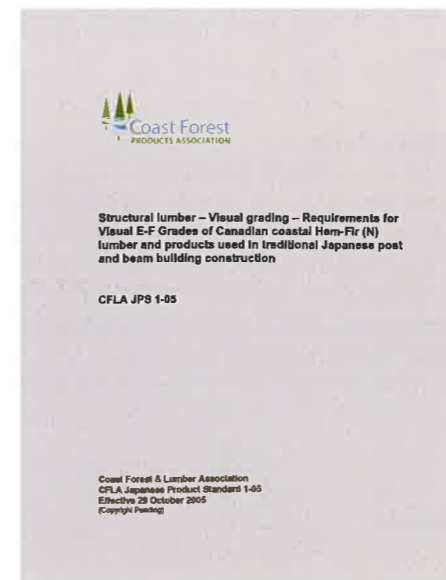 Coast Forest
PRODUCTS ASSOCIATION
Structural lumber – Visual grading – Requirements for
Visual E-F Grades of Canadian coastal Hem-Fir (N)
lumber and products used in traditional Japanese post
and beam building construction
CFLA JPS 1-05
Coast Forest & Lumber Association
CFLA Japanese Product Standard 1-05
Effective 29 October 2005
(Copyright Pending)